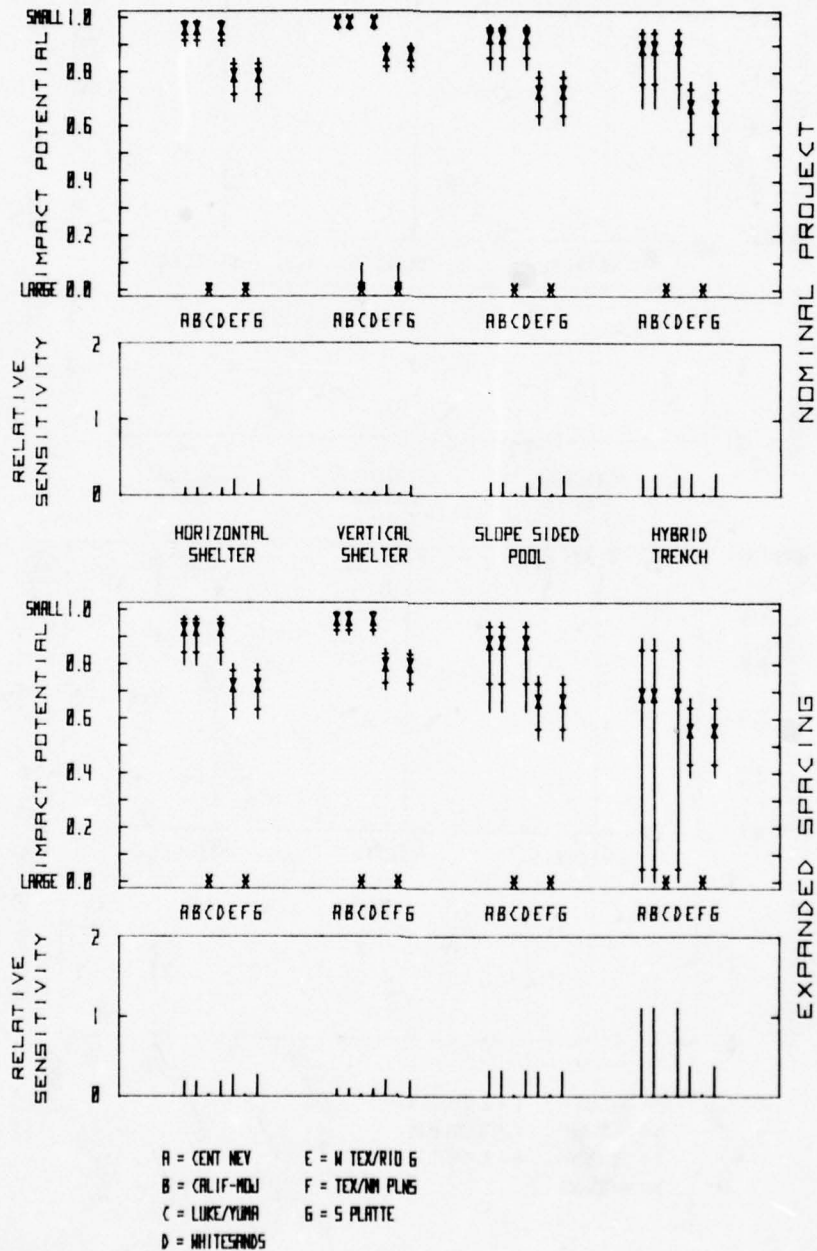 SMALL 1.0
0.8
0.6
0.4
0.2
LARGE 0.0
IMPACT POTENTIAL
ABCDEFG ABCDEFG ABCDEFG ABCDEFG
NOMINAL PROJECT
2
1
0
RELATIVE
SENSITIVITY
HORIZONTAL
SHELTER
VERTICAL
SHELTER
SLOPE SIDED
POOL
HYBRID
TRENCH
SMALL 1.0
0.8
0.6
0.4
0.2
LARGE 0.0
IMPACT POTENTIAL
ABCDEFG ABCDEFG ABCDEFG ABCDEFG
EXPANDED SPACING
2
1
0
RELATIVE
SENSITIVITY
A = CENT NEV
B = CALIF-MOJ
C = LUKE/YUMA
D = WHITESANDS
E = W TEX/RIO G
F = TEX/NM PLNS
G = S PLATTE